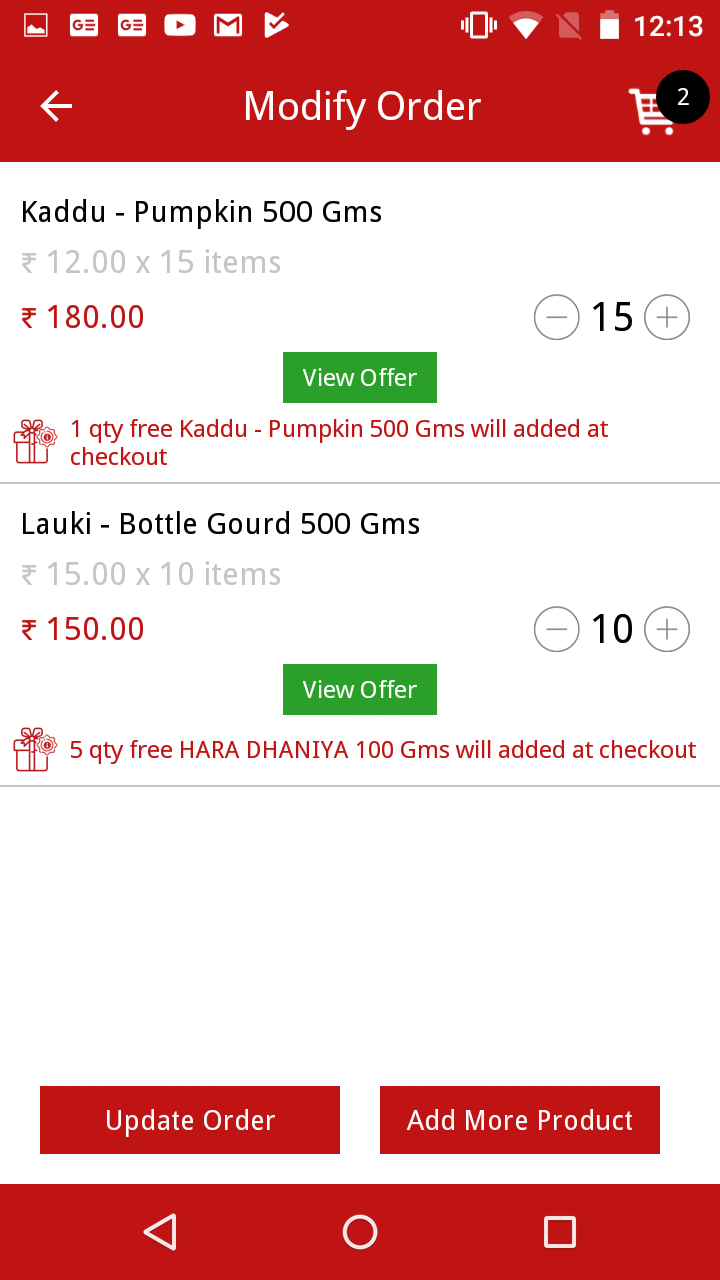 12:13
Modify Order
2
Kaddu - Pumpkin 500 Gms
₹ 12.00 x 15 items
₹ 180.00
15
View Offer
1 qty free Kaddu - Pumpkin 500 Gms will added at
checkout
Lauki - Bottle Gourd 500 Gms
₹ 15.00 x 10 items
₹ 150.00
10
View Offer
5 qty free HARA DHANIYA 100 Gms will added at checkout
Update Order
Add More Product